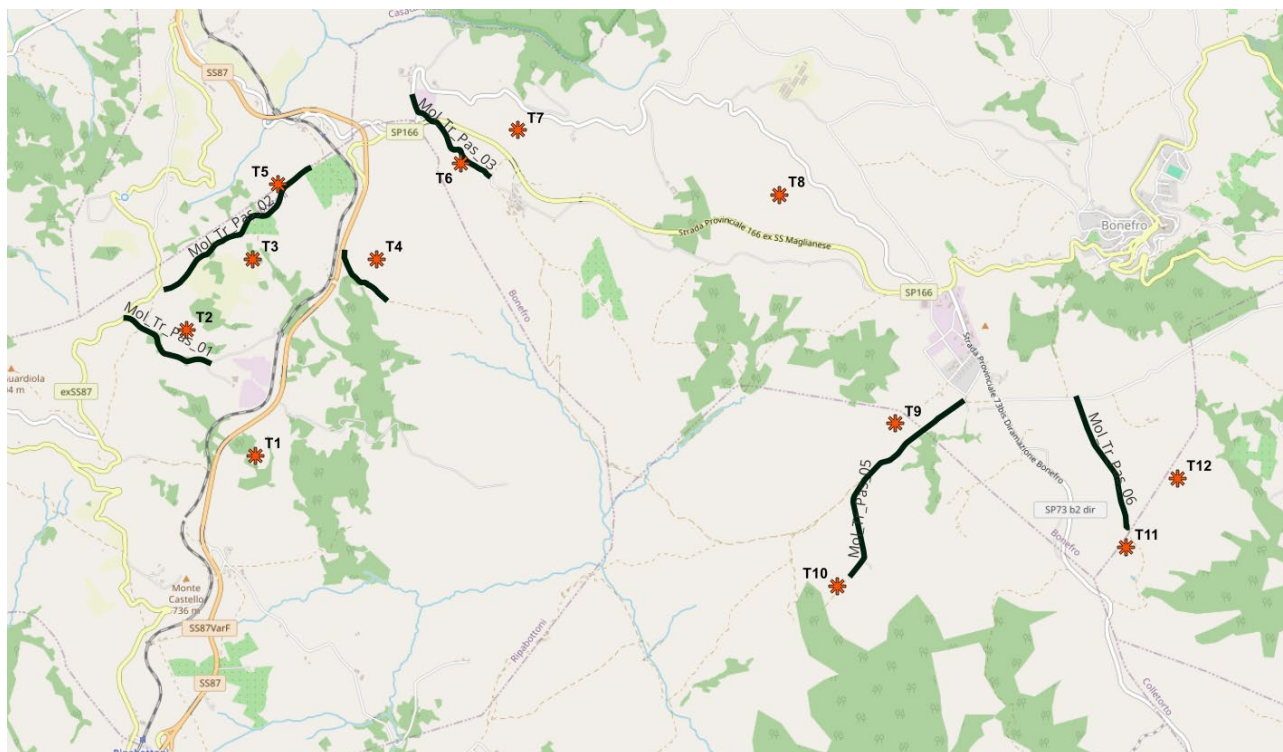 Casaca
SS87
SP166
Mol_Tr_Pas_03
T7
T6
T5
T8
Mol_Tr_Pas_02
T3
T4
Strada Provinciale 166 ex SS Maglianese
Bonefro
Bonefro
SP166
Mol_Tr_Pas_01
T2
Strada Provinciale 73bis Diramazione Bonefro
exSS87
T9
Mol_Tr_Pas_05
Mol_Tr_Pas_06
T1
T12
SP73 b2 dir
Bonefro
T11
T10
Monte
Castello
736 m
SS87VarF
Ripabottoni
SS87
Colletorto